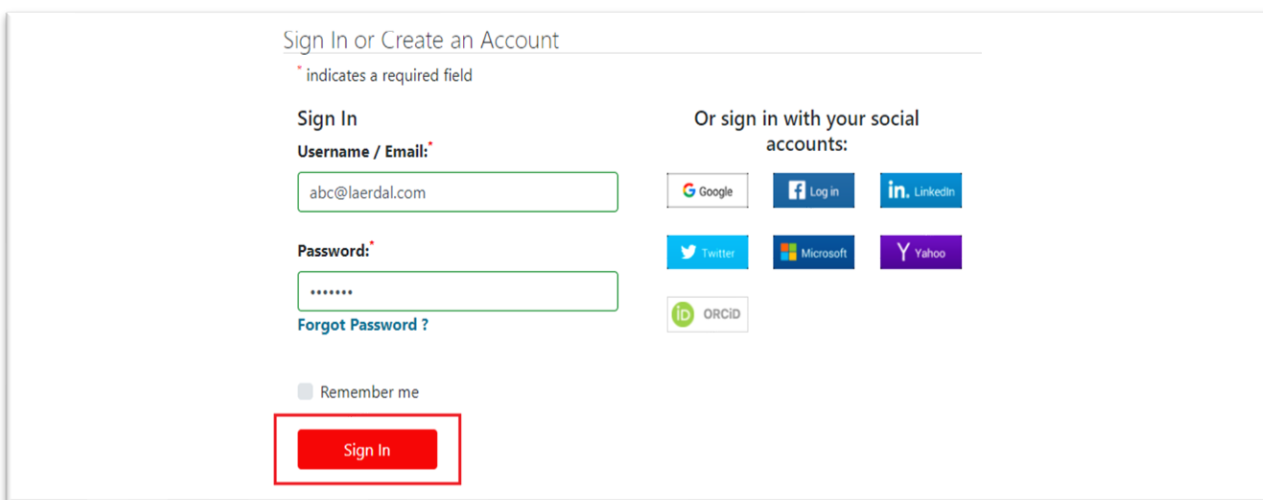 Sign In or Create an Account
* indicates a required field
Sign In
Username / Email:*
abc@laerdal.com
Password:*
•••••••
Forgot Password ?
Remember me
Sign In
Or sign in with your social
accounts:
G Google
f Log in
in. LinkedIn
Twitter
Microsoft
Y Yahoo
iD ORCiD